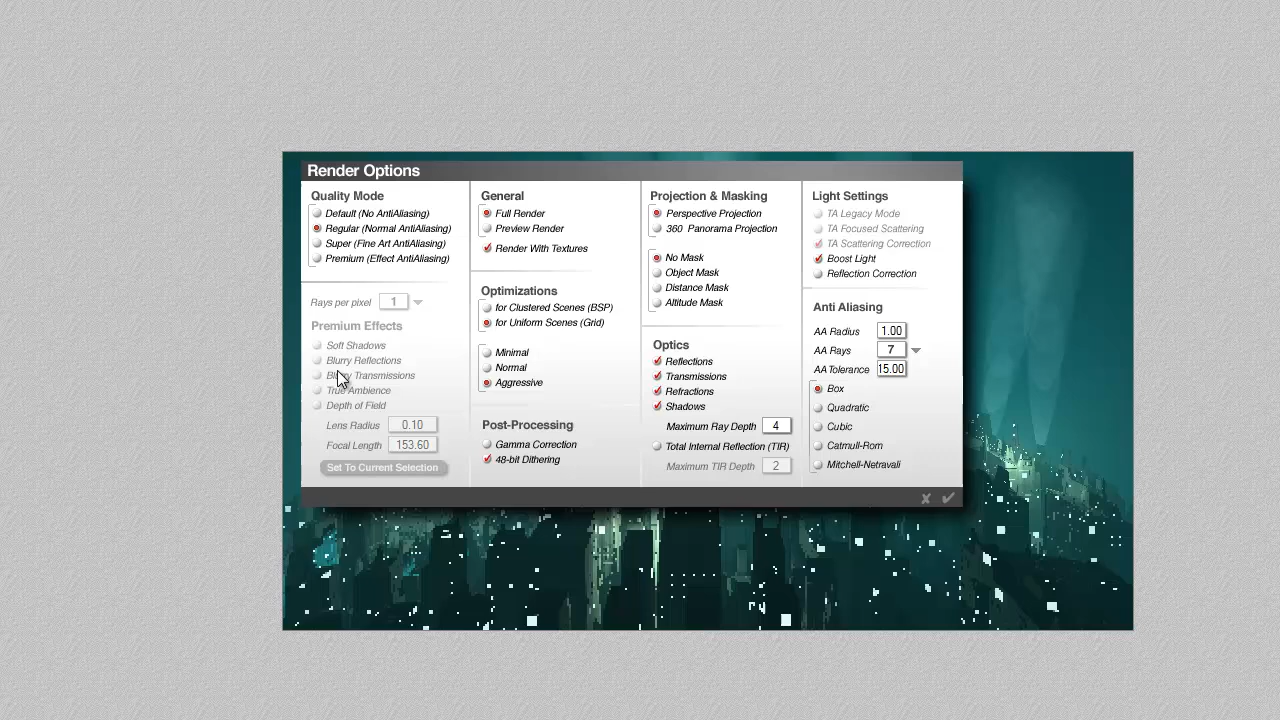 Render Options
Quality Mode
Default (No AntiAliasing)
Regular (Normal AntiAliasing)
Super (Fine Art AntiAliasing)
Premium (Effect AntiAliasing)
Rays per pixel 1
Premium Effects
Soft Shadows
Blurry Reflections
Blurry Transmissions
True Ambience
Depth of Field
Lens Radius 0.10
Focal Length 153.60
Set To Current Selection
General
Full Render
Preview Render
Render With Textures
Optimizations
for Clustered Scenes (BSP)
for Uniform Scenes (Grid)
Minimal
Normal
Aggressive
Post-Processing
Gamma Correction
48-bit Dithering
Projection & Masking
Perspective Projection
360 Panorama Projection
No Mask
Object Mask
Distance Mask
Altitude Mask
Optics
Reflections
Transmissions
Refractions
Shadows
Maximum Ray Depth 4
Total Internal Reflection (TIR)
Maximum TIR Depth 2
Light Settings
TA Legacy Mode
TA Focused Scattering
TA Scattering Correction
Boost Light
Reflection Correction
Anti Aliasing
AA Radius 1.00
AA Rays 7
AA Tolerance 15.00
Box
Quadratic
Cubic
Catmull-Rom
Mitchell-Netravali